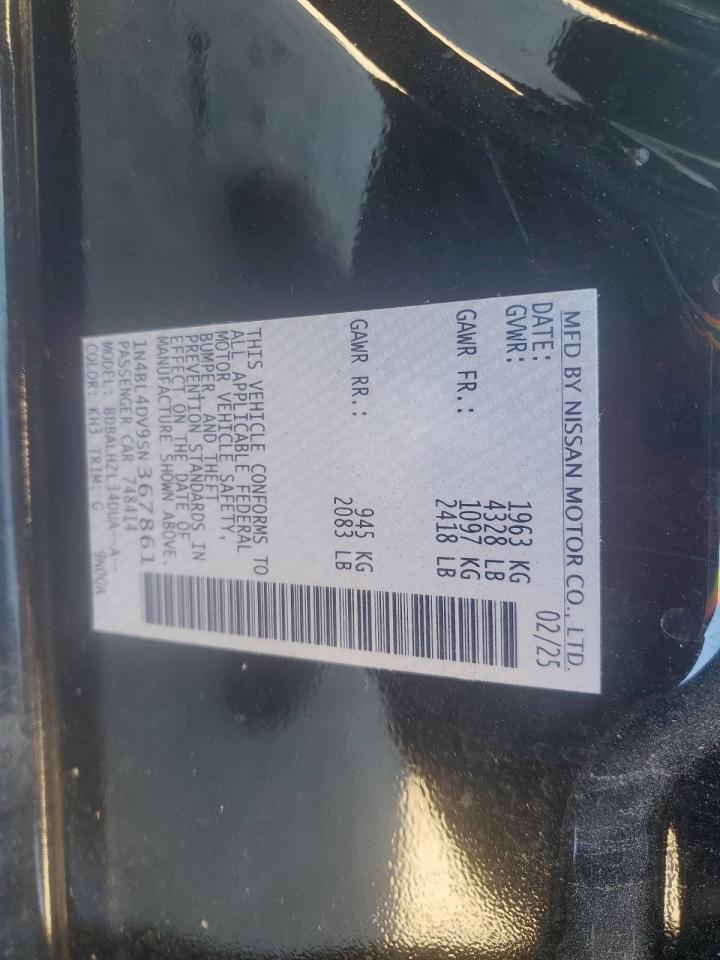 MFD BY NISSAN MOTOR CO., LTD.
DATE: 02/25
GVWR: 1963 KG
4328 LB
GAWR FR.: 1097 KG
2418 LB
GAWR RR.: 945 KG
2083 LB
THIS VEHICLE CONFORMS TO
ALL APPLICABLE FEDERAL
MOTOR VEHICLE SAFETY,
BUMPER, AND THEFT
PREVENTION STANDARDS IN
EFFECT ON THE DATE OF
MANUFACTURE SHOWN ABOVE.
1N4BL4DV9SN367861
PASSENGER CAR 748414
MODEL: BDBALHZL34DUA--A--
COLOR: KH3 TRIM: G 9N00A